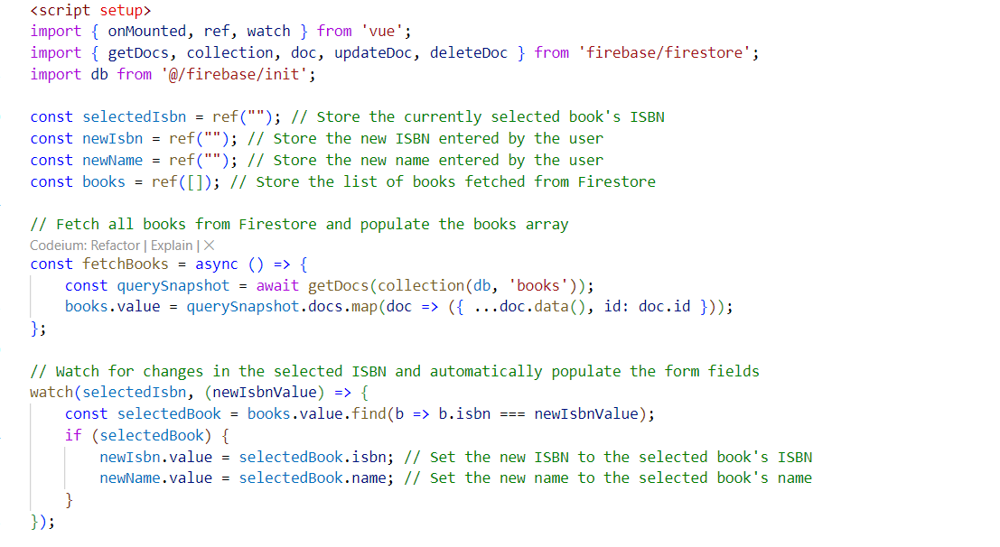 <script setup>
import { onMounted, ref, watch } from 'vue';
import { getDocs, collection, doc, updateDoc, deleteDoc } from 'firebase/firestore';
import db from '@/firebase/init';

const selectedIsbn = ref(""); // Store the currently selected book's ISBN
const newIsbn = ref(""); // Store the new ISBN entered by the user
const newName = ref(""); // Store the new name entered by the user
const books = ref([]); // Store the list of books fetched from Firestore

// Fetch all books from Firestore and populate the books array
Codeium: Refactor | Explain | ×
const fetchBooks = async () => {
    const querySnapshot = await getDocs(collection(db, 'books'));
    books.value = querySnapshot.docs.map(doc => ({ ...doc.data(), id: doc.id }));
};

// Watch for changes in the selected ISBN and automatically populate the form fields
watch(selectedIsbn, (newIsbnValue) => {
    const selectedBook = books.value.find(b => b.isbn === newIsbnValue);
    if (selectedBook) {
        newIsbn.value = selectedBook.isbn; // Set the new ISBN to the selected book's ISBN
        newName.value = selectedBook.name; // Set the new name to the selected book's name
    }
});